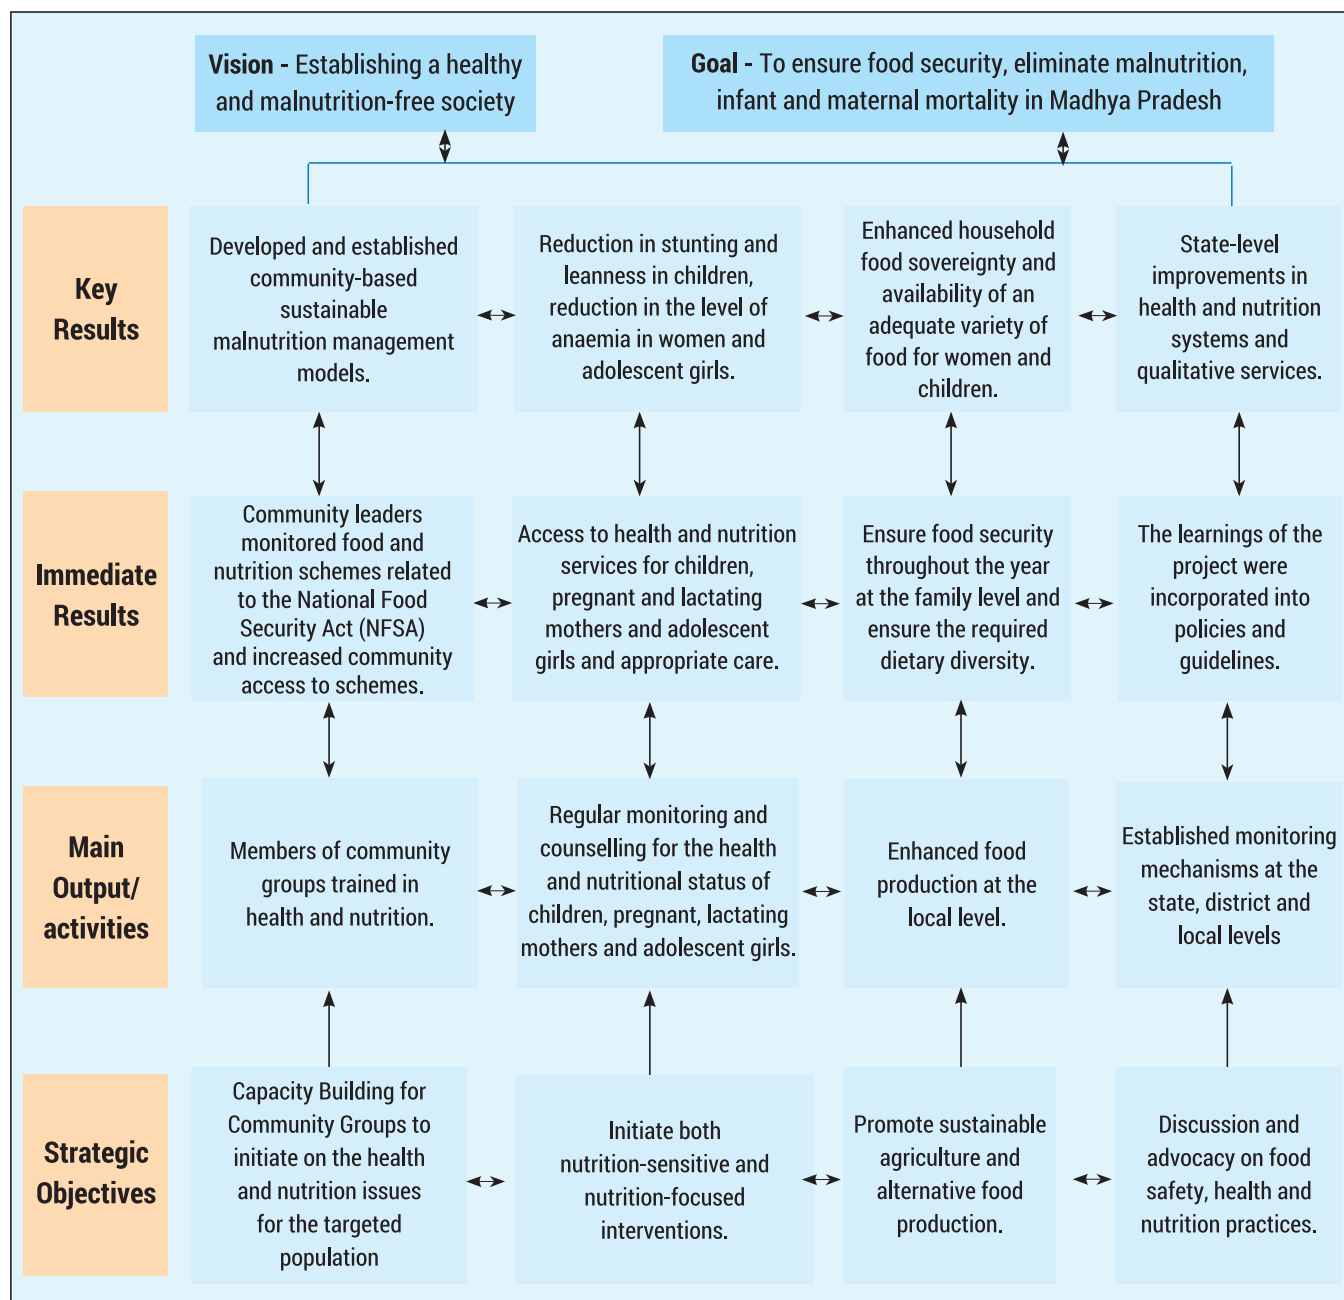 Vision - Establishing a healthy
and malnutrition-free society
Goal - To ensure food security, eliminate malnutrition,
infant and maternal mortality in Madhya Pradesh
Key
Results
Developed and established
community-based
sustainable
malnutrition management
models.
Reduction in stunting and
leanness in children,
reduction in the level of
anaemia in women and
adolescent girls.
Enhanced household
food sovereignty and
availability of an
adequate variety of
food for women and
children.
State-level
improvements in
health and nutrition
systems and
qualitative services.
Immediate
Results
Community leaders
monitored food and
nutrition schemes related
to the National Food
Security Act (NFSA)
and increased community
access to schemes.
Access to health and nutrition
services for children,
pregnant and lactating
mothers and adolescent
girls and appropriate care.
Ensure food security
throughout the year
at the family level and
ensure the required
dietary diversity.
The learnings of the
project were
incorporated into
policies and
guidelines.
Main
Output/
activities
Members of community
groups trained in
health and nutrition.
Regular monitoring and
counselling for the health
and nutritional status of
children, pregnant, lactating
mothers and adolescent girls.
Enhanced food
production at the
local level.
Established monitoring
mechanisms at the
state, district and
local levels
Strategic
Objectives
Capacity Building for
Community Groups to
initiate on the health
and nutrition issues
for the targeted
population
Initiate both
nutrition-sensitive and
nutrition-focused
interventions.
Promote sustainable
agriculture and
alternative food
production.
Discussion and
advocacy on food
safety, health and
nutrition practices.